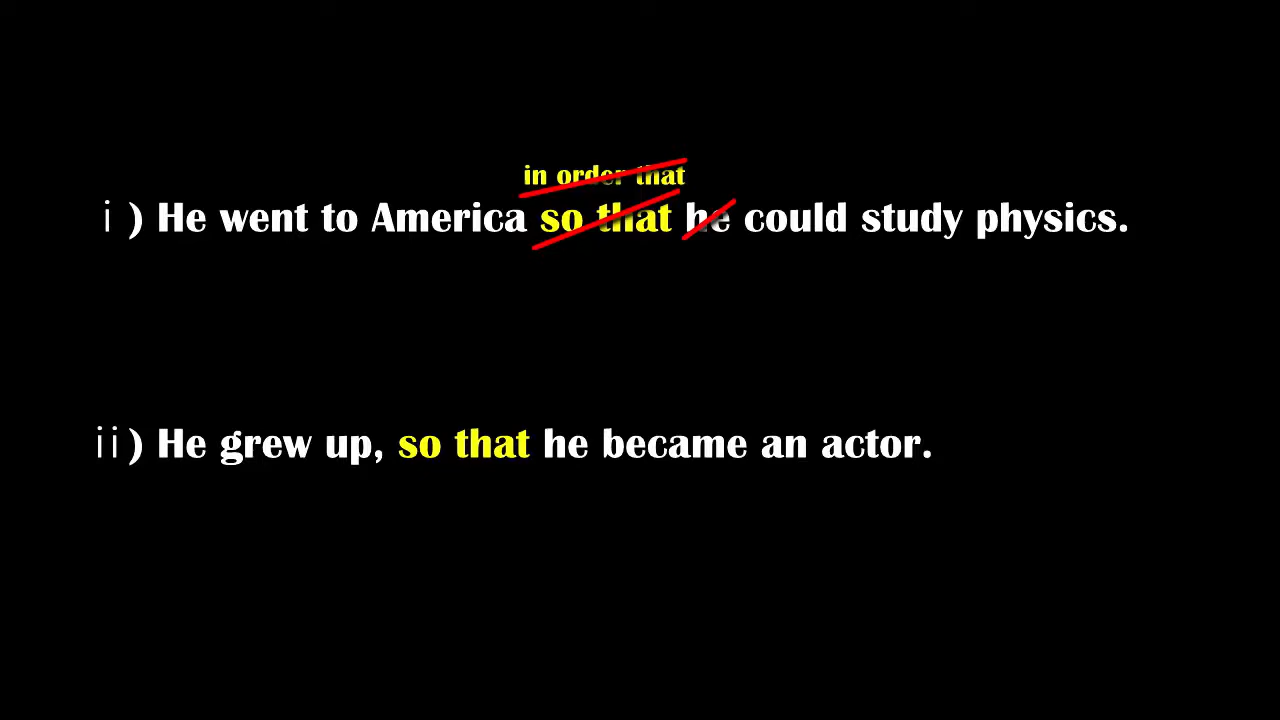 in order that
i) He went to America so that he could study physics.
ii) He grew up, so that he became an actor.